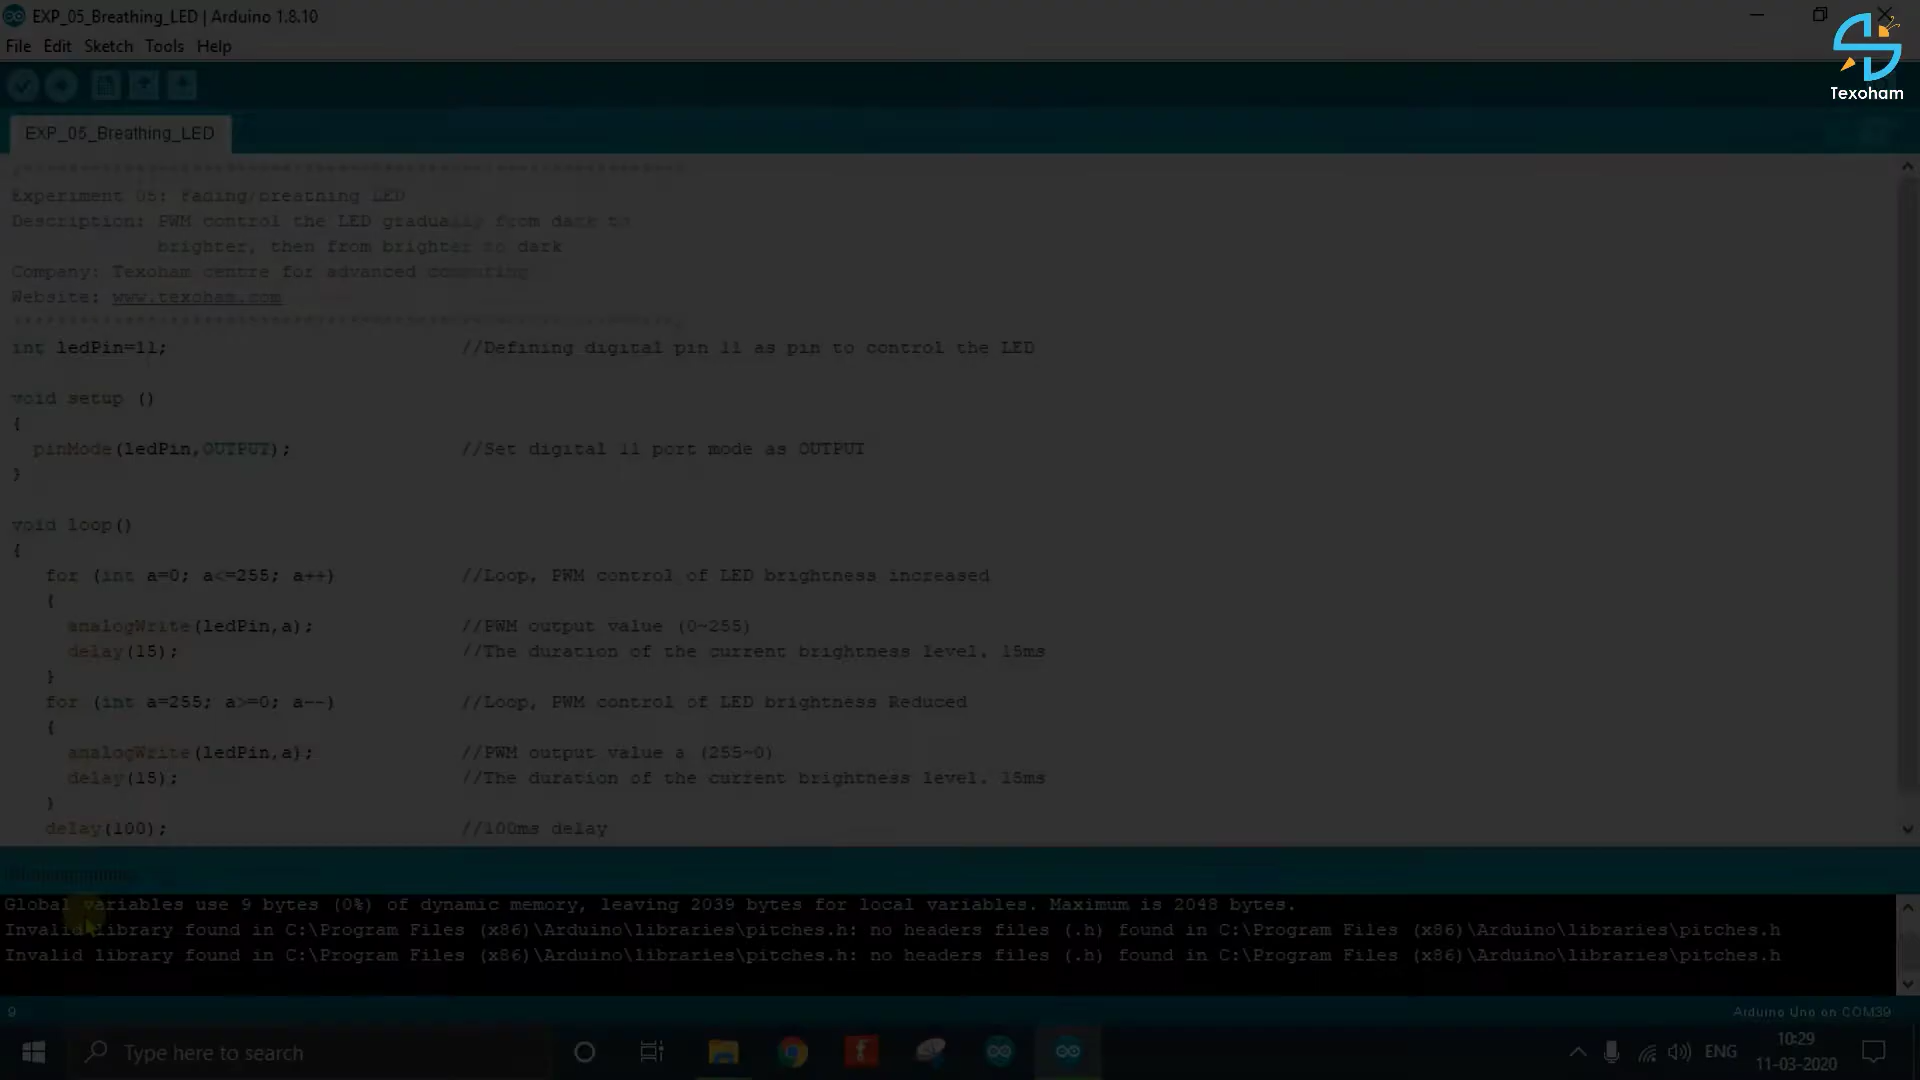 EXP_05_Breathing_LED | Arduino 1.8.10
File Edit Sketch Tools Help
Texoham
EXP_05_Breathing_LED
Experiment 05: Fading/breathing LED
Description: PWM control the LED gradually from dark to
brighter, then from brighter to dark
Company: Texoham centre for advanced computing
Website: www.texoham.com
int ledPin=11; //Defining digital pin 11 as pin to control the LED
void setup ()
{
pinMode(ledPin,OUTPUT); //Set digital 11 port mode as OUTPUT
}
void loop()
{
for (int a=0; a<=255; a++) //Loop, PWM control of LED brightness increased
{
analogWrite(ledPin,a); //PWM output value (0~255)
delay(15); //The duration of the current brightness level. 15ms
}
for (int a=255; a>=0; a--) //Loop, PWM control of LED brightness Reduced
{
analogWrite(ledPin,a); //PWM output value a (255~0)
delay(15); //The duration of the current brightness level. 15ms
}
delay(100); //100ms delay
Global variables use 9 bytes (0%) of dynamic memory, leaving 2039 bytes for local variables. Maximum is 2048 bytes.
Invalid library found in C:\Program Files (x86)\Arduino\libraries\pitches.h: no headers files (.h) found in C:\Program Files (x86)\Arduino\libraries\pitches.h
Invalid library found in C:\Program Files (x86)\Arduino\libraries\pitches.h: no headers files (.h) found in C:\Program Files (x86)\Arduino\libraries\pitches.h
9 Arduino Uno on COM39
Type here to search
ENG
10:29
11-03-2020